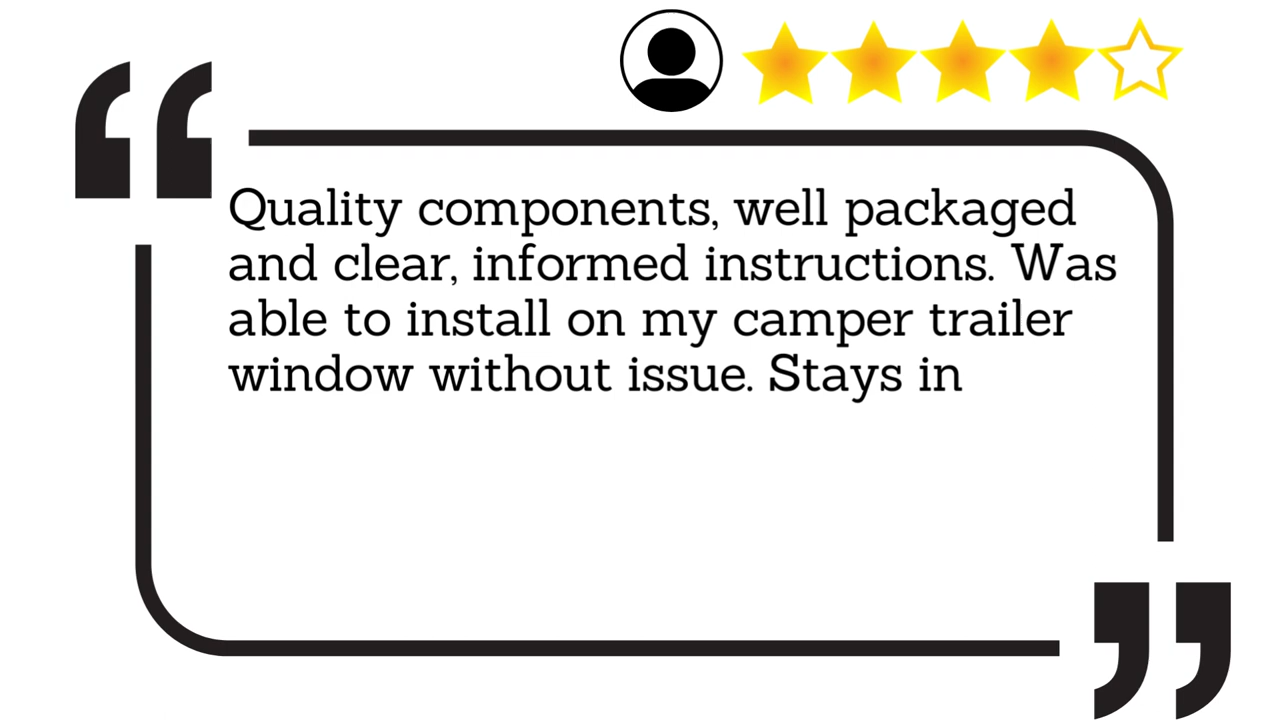 Quality components, well packaged
and clear, informed instructions. Was
able to install on my camper trailer
window without issue. Stays in